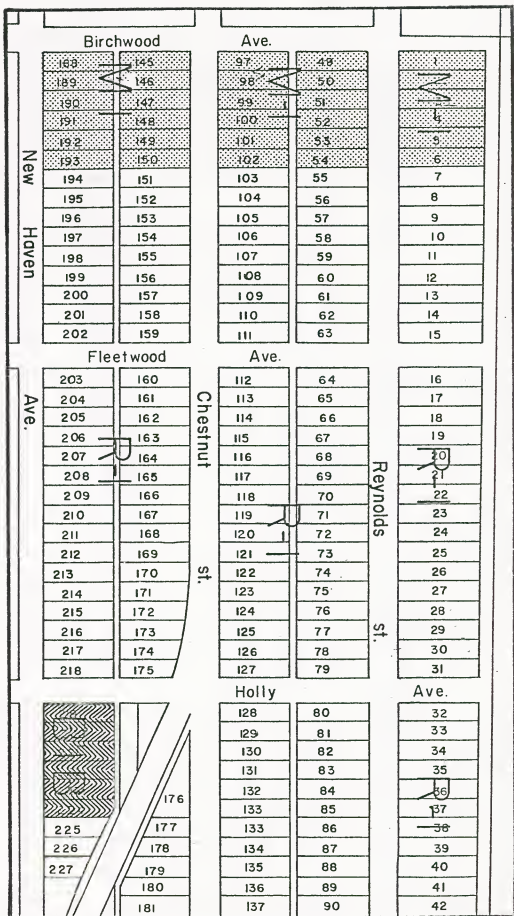 Birchwood Ave.
188 145 97 49 1
189 146 98 50
190 147 99 51
191 148 100 52 4
192 149 101 53 5
193 150 102 54 6
194 151 103 55 7
195 152 104 56 8
196 153 105 57 9
197 154 106 58 10
198 155 107 59 11
199 156 108 60 12
200 157 109 61 13
201 158 110 62 14
202 159 111 63 15
New Haven Ave.
M-1
M-1
M-1
Fleetwood Ave.
203 160 112 64 16
204 161 113 65 17
205 162 114 66 18
206 163 115 67 19
207 164 116 68 20
208 165 117 69 21
209 166 118 70 22
210 167 119 71 23
211 168 120 72 24
212 169 121 73 25
213 170 122 74 26
214 171 123 75 27
215 172 124 76 28
216 173 125 77 29
217 174 126 78 30
218 175 127 79 31
Chestnut st.
Reynolds st.
R-1
R-1
R-1
Holly Ave.
128 80 32
129 81 33
130 82 34
131 83 35
132 84 36
176 133 85 37
225 177 133 86 38
226 178 134 87 39
227 179 135 88 40
180 136 89 41
181 137 90 42
R-1